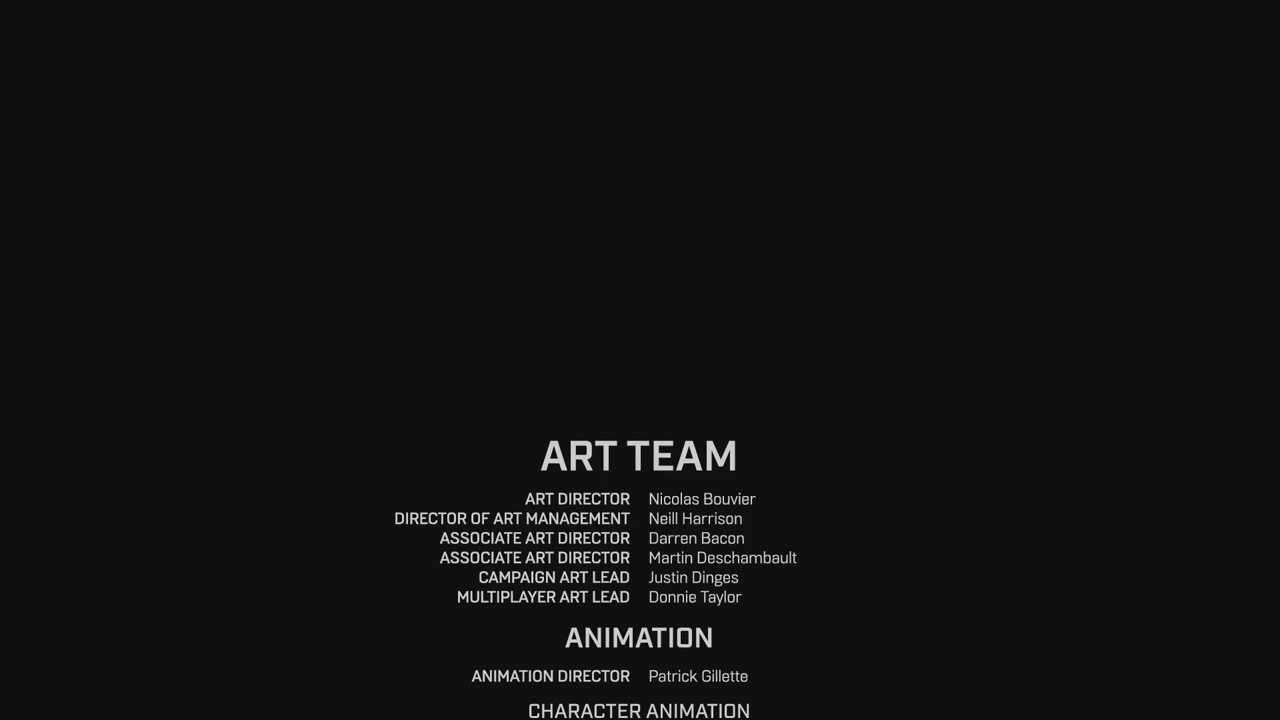 ART TEAM
ART DIRECTOR Nicolas Bouvier
DIRECTOR OF ART MANAGEMENT Neill Harrison
ASSOCIATE ART DIRECTOR Darren Bacon
ASSOCIATE ART DIRECTOR Martin Deschambault
CAMPAIGN ART LEAD Justin Dinges
MULTIPLAYER ART LEAD Donnie Taylor
ANIMATION
ANIMATION DIRECTOR Patrick Gillette
CHARACTER ANIMATION